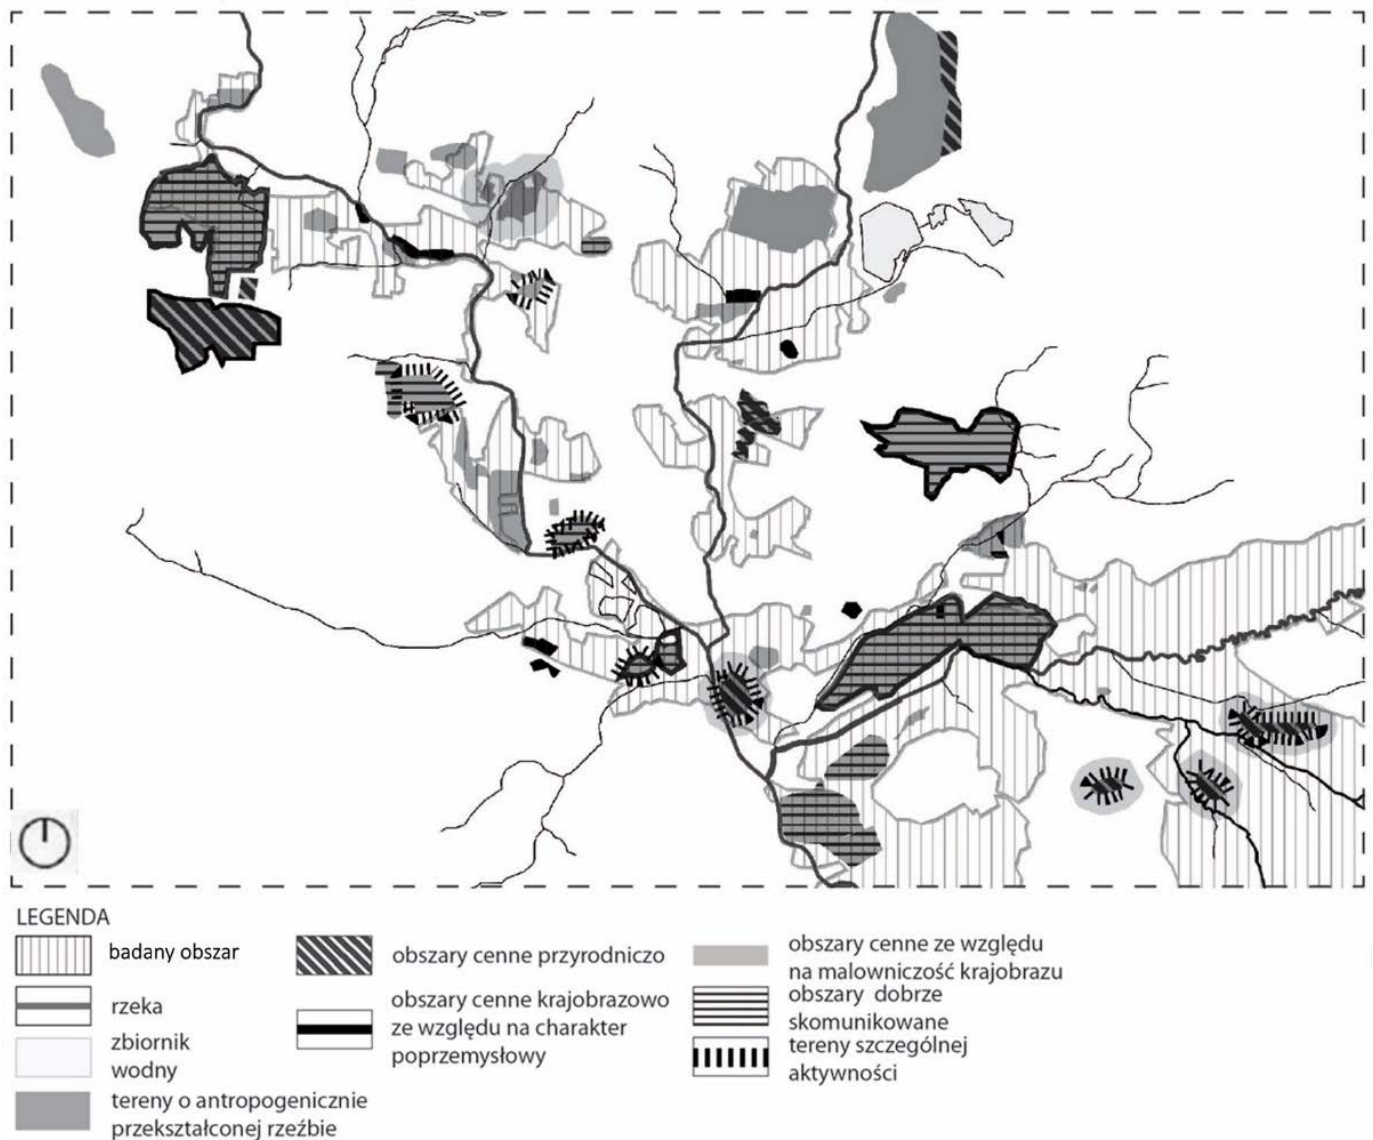 LEGENDA
badany obszar
rzeka
zbiornik
wodny
tereny o antropogenicznie
przekształconej rzeźbie
obszary cenne przyrodniczo
obszary cenne krajobrazowo
ze względu na charakter
poprzemysłowy
obszary cenne ze względu
na malowniczość krajobrazu
obszary dobrze
skomunikowane
tereny szczególnej
aktywności